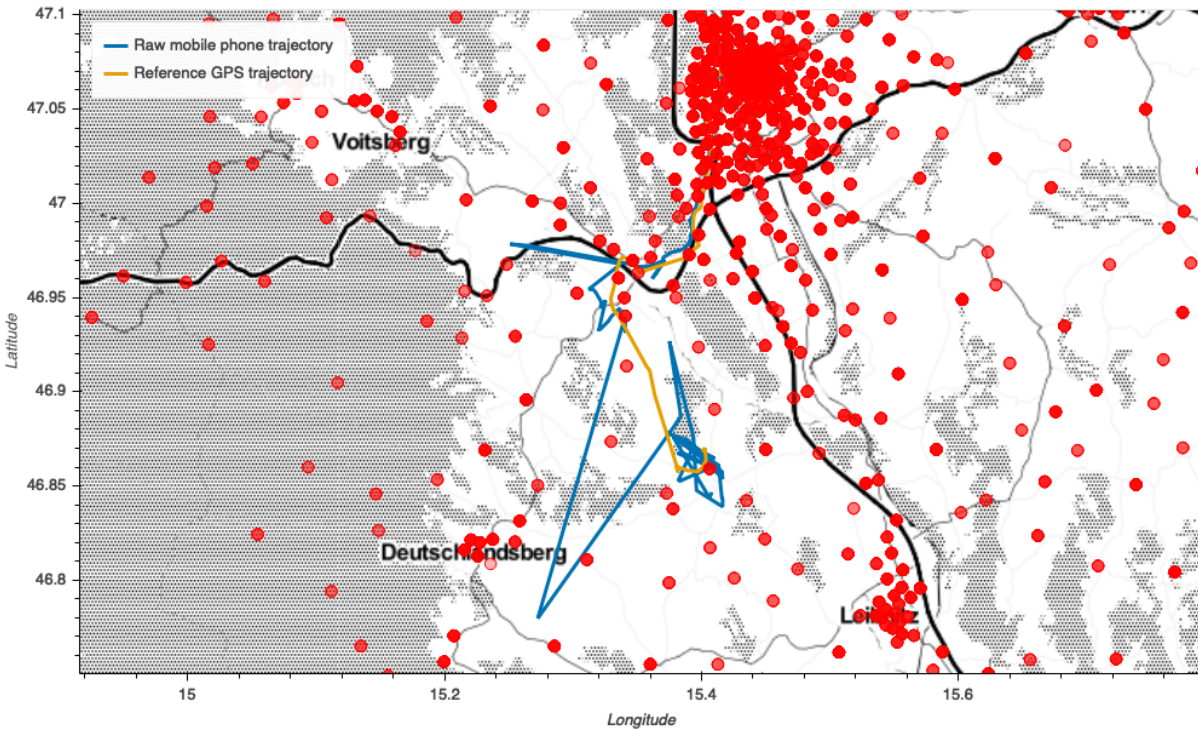 47.1
Raw mobile phone trajectory
Reference GPS trajectory
47.05
Voitsberg
47
46.95
Latitude
46.9
46.85
Deutschlandsberg
46.8
15
15.2
15.4
15.6
Longitude